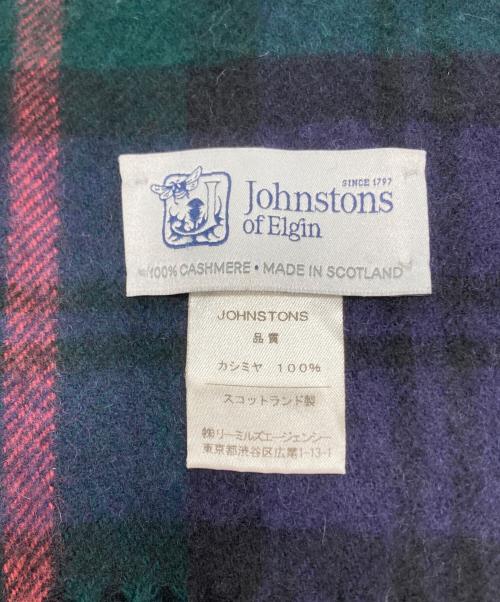 SINCE 1797
Johnstons
of Elgin
100% CASHMERE • MADE IN SCOTLAND
JOHNSTONS
品質
カシミヤ 100%
スコットランド製
㈱リーミルズエージェンシー
東京都渋谷区広尾1-13-1